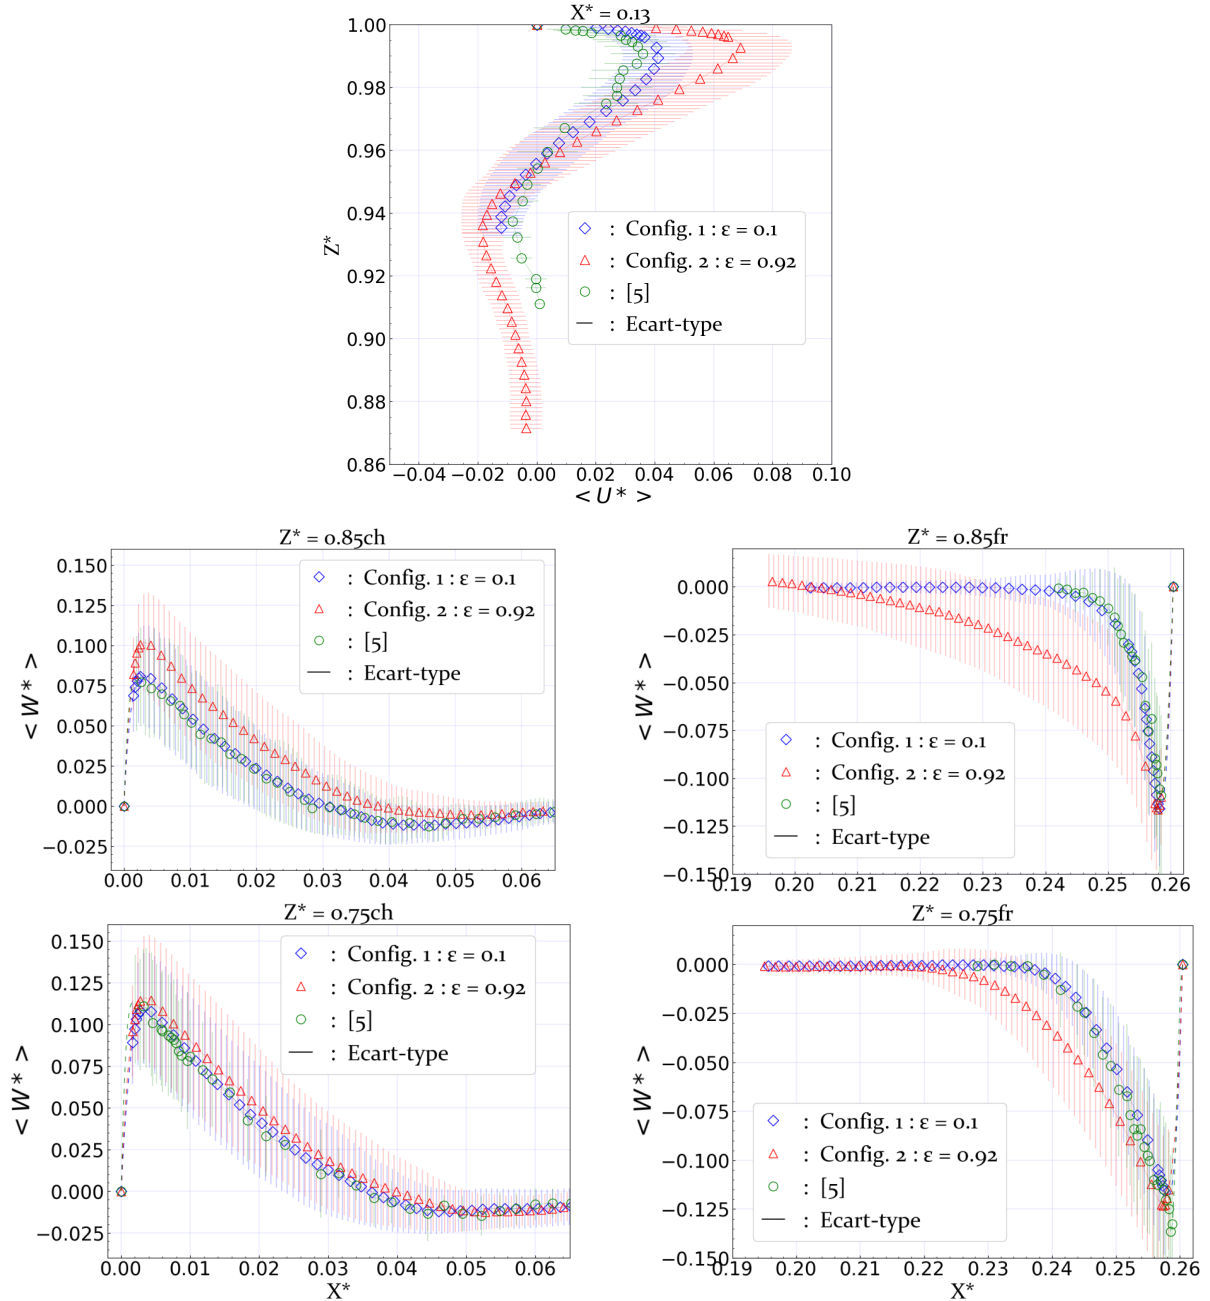 X* = 0.13
1.00
0.98
0.96
0.94
0.92
0.90
0.88
0.86
Z*
: Config. 1 : ε = 0.1
: Config. 2 : ε = 0.92
: [5]
: Ecart-type
−0.04 −0.02 0.00 0.02 0.04 0.06 0.08 0.10
< U* >
Z* = 0.85ch
0.150
0.125
0.100
0.075
0.050
0.025
0.000
−0.025
< W* >
: Config. 1 : ε = 0.1
: Config. 2 : ε = 0.92
: [5]
: Ecart-type
0.00 0.01 0.02 0.03 0.04 0.05 0.06
Z* = 0.85fr
0.000
−0.025
−0.050
−0.075
−0.100
−0.125
−0.150
< W* >
: Config. 1 : ε = 0.1
: Config. 2 : ε = 0.92
: [5]
: Ecart-type
0.19 0.20 0.21 0.22 0.23 0.24 0.25 0.26
Z* = 0.75ch
0.150
0.125
0.100
0.075
0.050
0.025
0.000
−0.025
< W* >
: Config. 1 : ε = 0.1
: Config. 2 : ε = 0.92
: [5]
: Ecart-type
0.00 0.01 0.02 0.03 0.04 0.05 0.06
X*
Z* = 0.75fr
0.000
−0.025
−0.050
−0.075
−0.100
−0.125
−0.150
< W* >
: Config. 1 : ε = 0.1
: Config. 2 : ε = 0.92
: [5]
: Ecart-type
0.19 0.20 0.21 0.22 0.23 0.24 0.25 0.26
X*